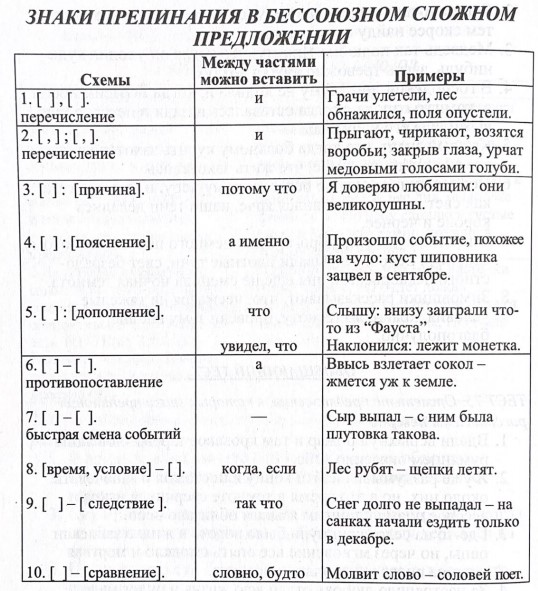 ЗНАКИ ПРЕПИНАНИЯ В БЕССОЮЗНОМ СЛОЖНОМ
ПРЕДЛОЖЕНИИ
Схемы
Между частями
можно вставить
Примеры
1. [ ] , [ ].
перечисление
и
Грачи улетели, лес
обнажился, поля опустели.
2. [ , ] ; [ , ].
перечисление
и
Прыгают, чирикают, возятся
воробьи; закрыв глаза, урчат
медовыми голосами голуби.
3. [ ] : [причина].
потому что
Я доверяю любящим: они
великодушны.
4. [ ] : [пояснение].
а именно
Произошло событие, похожее
на чудо: куст шиповника
зацвел в сентябре.
5. [ ] : [дополнение].
что
увидел, что
Слышу: внизу заиграли что-
то из “Фауста”.
Наклонился: лежит монетка.
6. [ ] – [ ].
противопоставление
а
Ввысь взлетает сокол –
жмется уж к земле.
7. [ ] – [ ].
быстрая смена событий
—
Сыр выпал – с ним была
плутовка такова.
8. [время, условие] – [ ].
когда, если
Лес рубят – щепки летят.
9. [ ] – [ следствие ].
так что
Снег долго не выпадал – на
санках начали ездить только
в декабре.
10. [ ] – [сравнение].
словно, будто
Молвит слово – соловей поет.